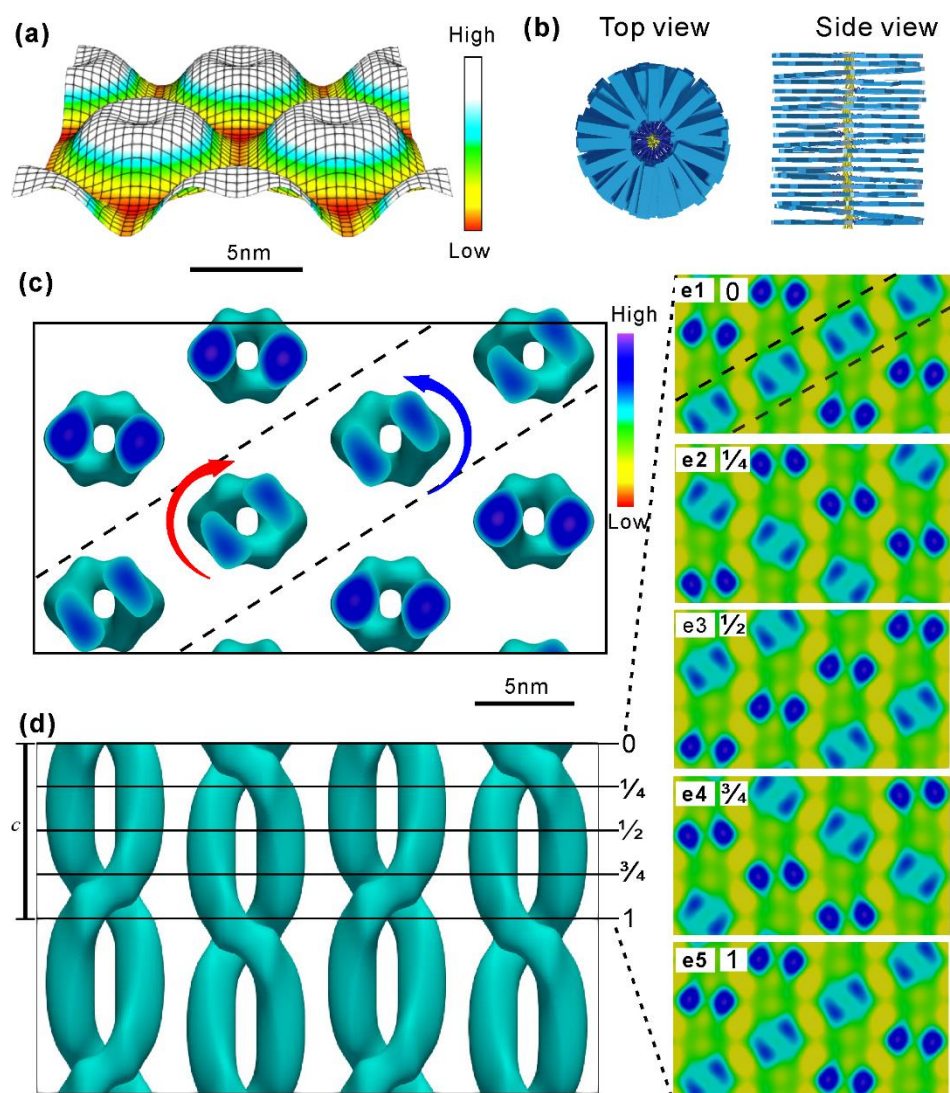 (a)
High
Low
5nm
(b)
Top view
Side view
(c)
High
Low
5nm
(d)
c
0
¼
½
¾
1
e1 0
e2 ¼
e3 ½
e4 ¾
e5 1